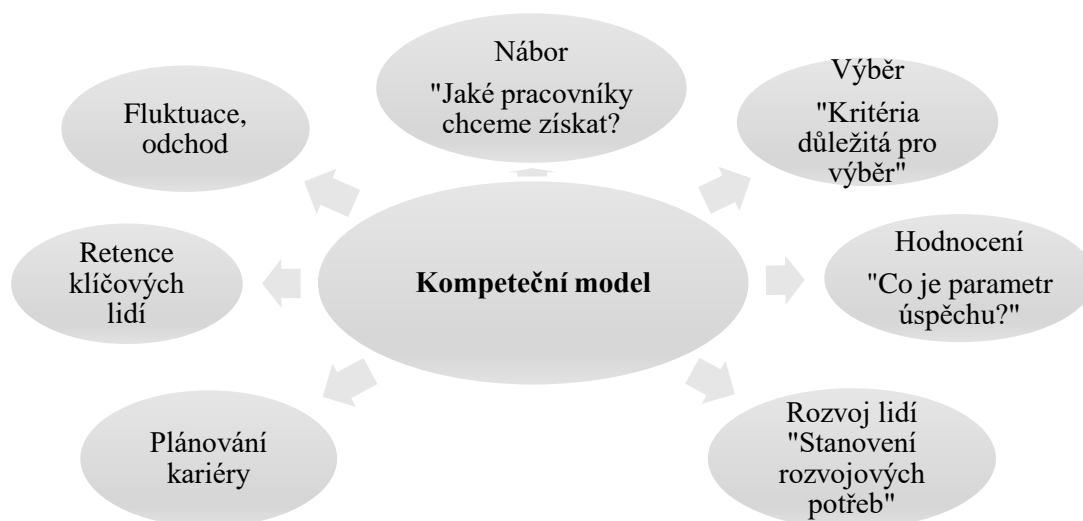 Nábor
"Jaké pracovníky
chceme získat?
Výběr
"Kritéria
důležitá pro
výběr"
Fluktuace,
odchod
Hodnocení
"Co je parametr
úspěchu?"
Retence
klíčových
lidí
Kompeteční model
Rozvoj lidí
"Stanovení
rozvojových
potřeb"
Plánování
kariéry